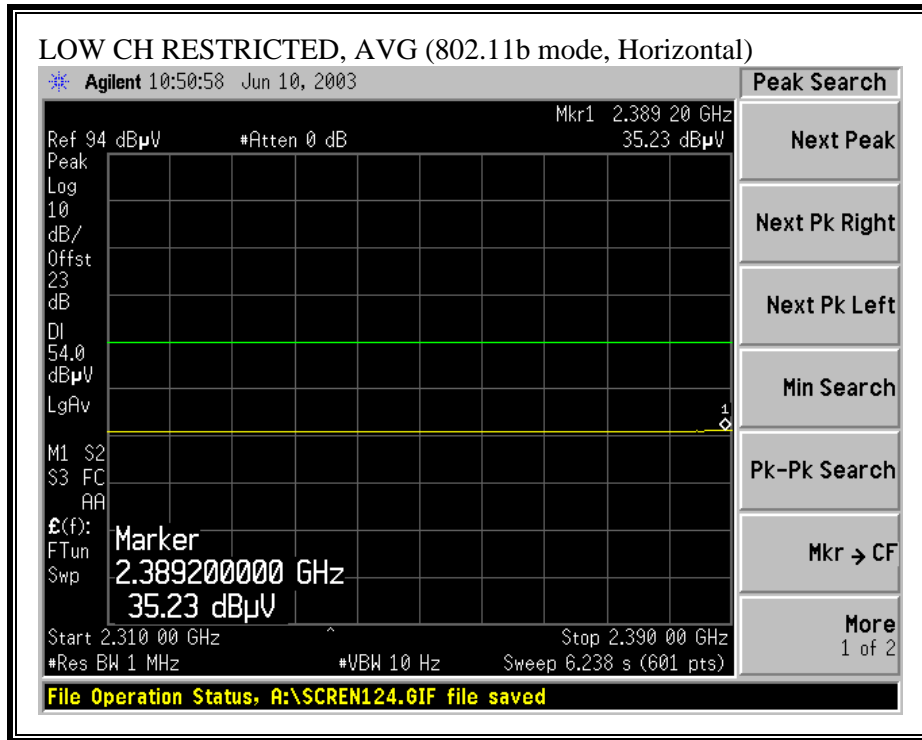 LOW CH RESTRICTED, AVG (802.11b mode, Horizontal)
Agilent 10:50:58 Jun 10, 2003
Peak Search
Mkr1 2.389 20 GHz
Ref 94 dBµV #Atten 0 dB 35.23 dBµV
Peak
Log
10
dB/
Offst
23
dB
DI
54.0
dBµV
LgAv
1
M1 S2
S3 FC
AA
£(f):
FTun
Swp
Marker
2.389200000 GHz
35.23 dBµV
Start 2.310 00 GHz ^ Stop 2.390 00 GHz
#Res BW 1 MHz #VBW 10 Hz Sweep 6.238 s (601 pts)
File Operation Status, A:\SCREN124.GIF file saved
Next Peak
Next Pk Right
Next Pk Left
Min Search
Pk-Pk Search
Mkr → CF
More
1 of 2